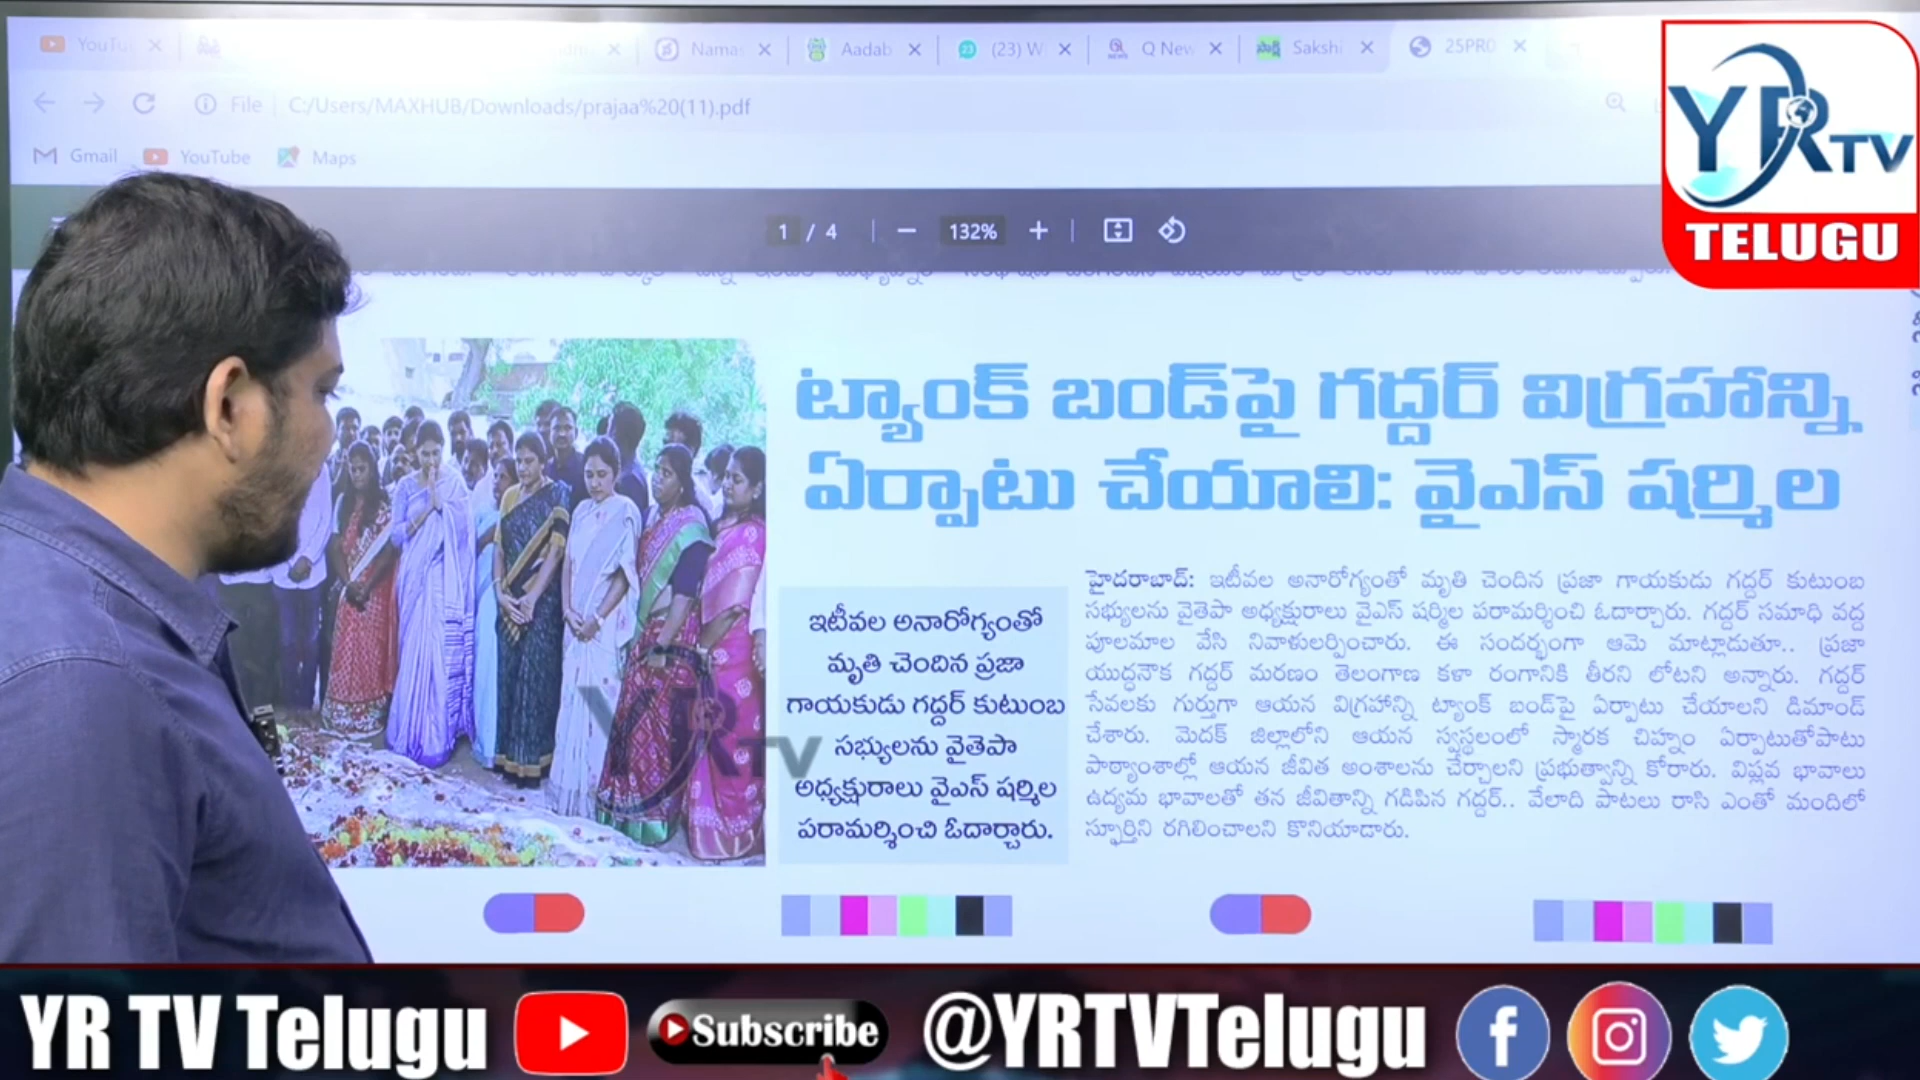 YouTu
Namas
Aadab
(23) W
Q New
Sakshi
25PRO
File C:/Users/MAXHUB/Downloads/prajaa%20(11).pdf
Gmail YouTube Maps
1 / 4 132%
YRTV
TELUGU
ట్యాంక్ బండ్‌పై గద్దర్ విగ్రహాన్ని
ఏర్పాటు చేయాలి: వైఎస్ షర్మిల
ఇటీవల అనారోగ్యంతో
మృతి చెందిన ప్రజా
గాయకుడు గద్దర్ కుటుంబ
సభ్యులను వైతెపా
అధ్యక్షురాలు వైఎస్ షర్మిల
పరామర్శించి ఓదార్చారు.
హైదరాబాద్: ఇటీవల అనారోగ్యంతో మృతి చెందిన ప్రజా గాయకుడు గద్దర్ కుటుంబ
సభ్యులను వైతెపా అధ్యక్షురాలు వైఎస్ షర్మిల పరామర్శించి ఓదార్చారు. గద్దర్ సమాధి వద్ద
పూలమాల వేసి నివాళులర్పించారు. ఈ సందర్భంగా ఆమె మాట్లాడుతూ.. ప్రజా
యుద్ధనౌక గద్దర్ మరణం తెలంగాణ కళా రంగానికి తీరని లోటని అన్నారు. గద్దర్
సేవలకు గుర్తుగా ఆయన విగ్రహాన్ని ట్యాంక్ బండ్‌పై ఏర్పాటు చేయాలని డిమాండ్
చేశారు. మెదక్ జిల్లాలోని ఆయన స్వస్థలంలో స్మారక చిహ్నం ఏర్పాటుతోపాటు
పాఠ్యాంశాల్లో ఆయన జీవిత అంశాలను చేర్చాలని ప్రభుత్వాన్ని కోరారు. విప్లవ భావాలు
ఉద్యమ భావాలతో తన జీవితాన్ని గడిపిన గద్దర్.. వేలాది పాటలు రాసి ఎంతో మందిలో
స్ఫూర్తిని రగిలించాలని కొనియాడారు.
YRTV
YR TV Telugu Subscribe @YRTVTelugu